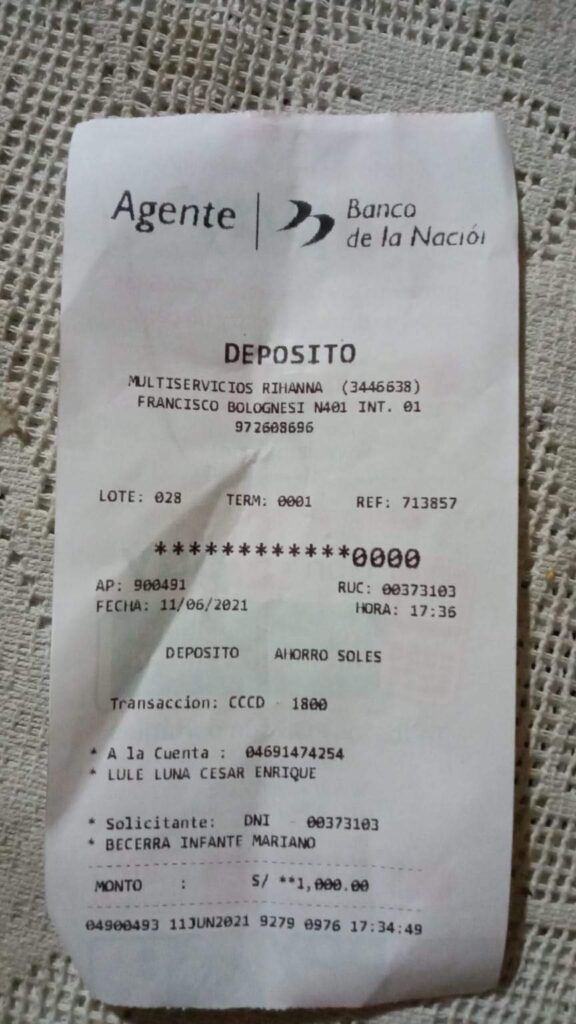 Agente | Banco
de la Nación
DEPOSITO
MULTISERVICIOS RIHANNA (3446638)
FRANCISCO BOLOGNESI N401 INT. 01
972608696
LOTE: 028 TERM: 0001 REF: 713857
************0000
AP: 900491 RUC: 00373103
FECHA: 11/06/2021 HORA: 17:36
DEPOSITO AHORRO SOLES
Transaccion: CCCD - 1800
* A la Cuenta : 04691474254
* LULE LUNA CESAR ENRIQUE
* Solicitante: DNI - 00373103
* BECERRA INFANTE MARIANO
MONTO : S/ **1,000.00
04900493 11JUN2021 9279 0976 17:34:49